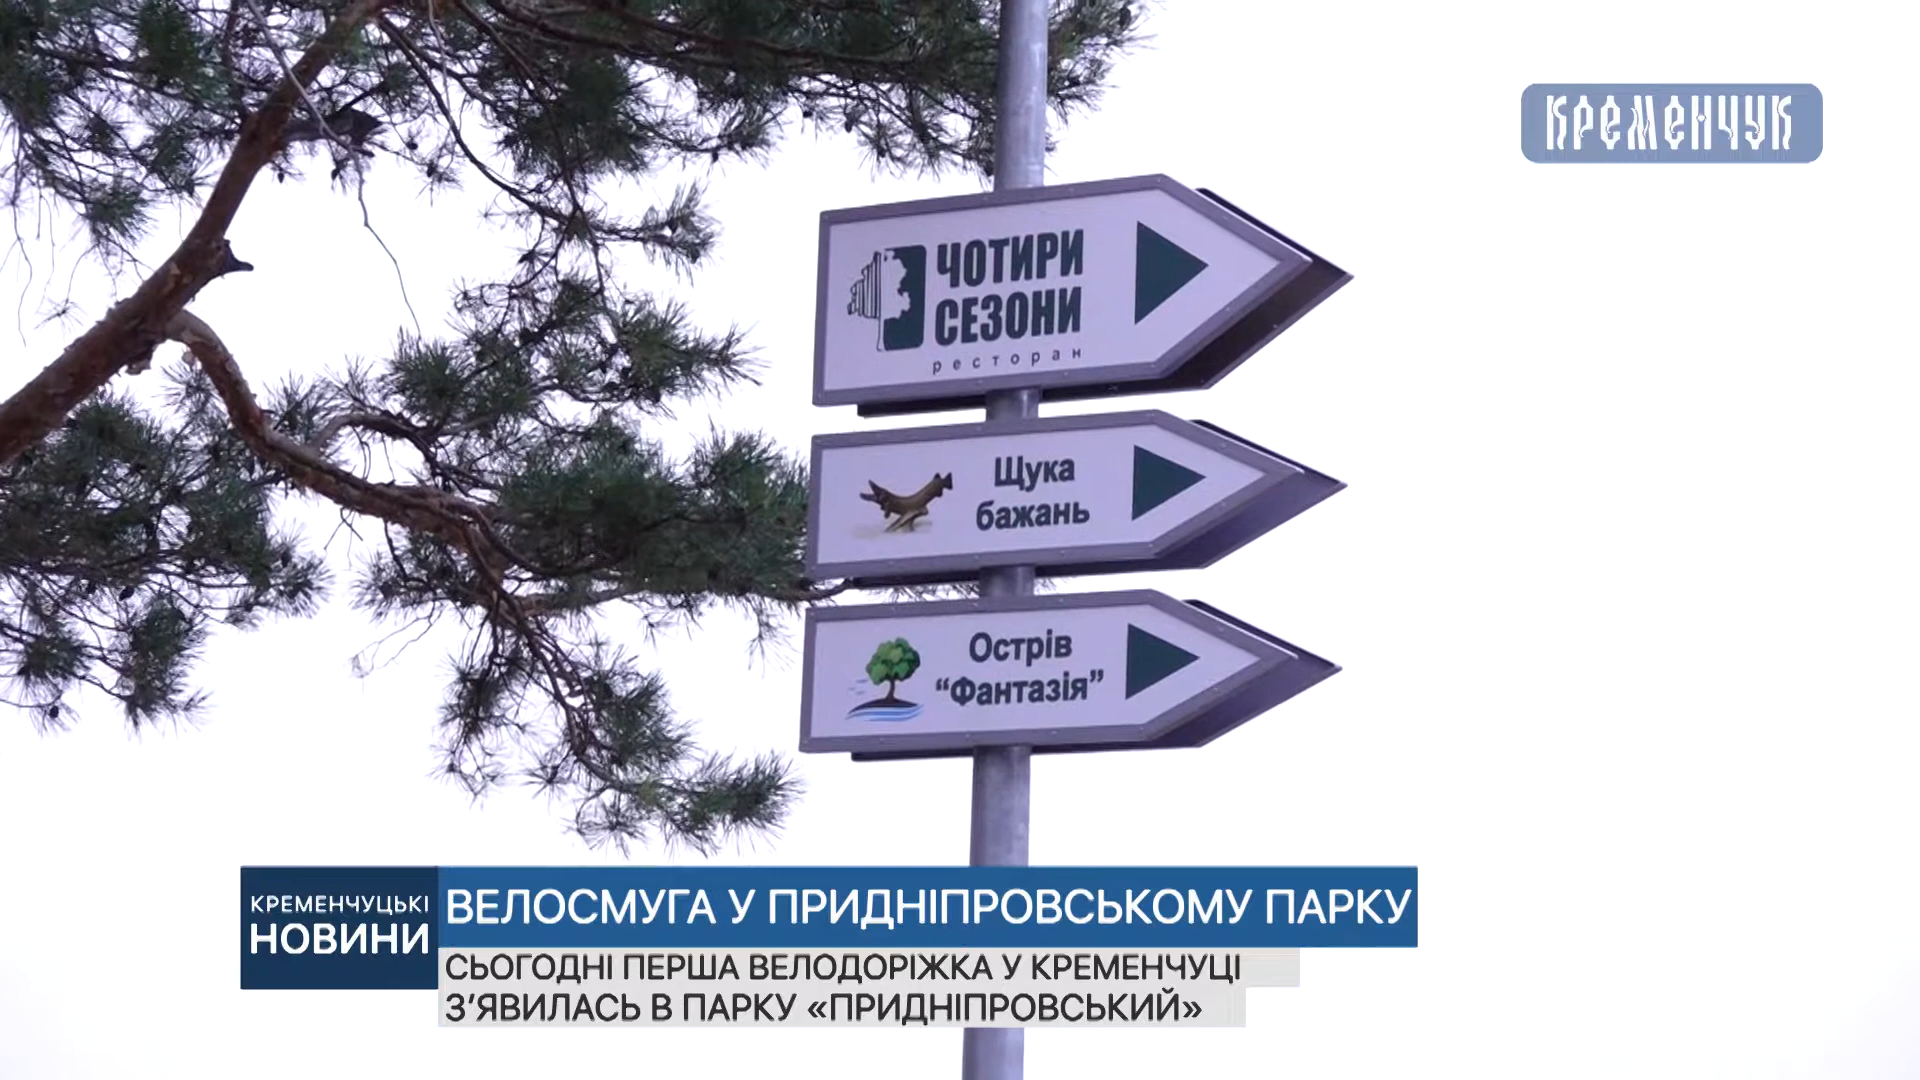 КРЕМЕНЧУК
ЧОТИРИ
СЕЗОНИ
ресторан
Щука
бажань
Острів
“Фантазія”
КРЕМЕНЧУЦЬКІ
НОВИНИ
ВЕЛОСМУГА У ПРИДНІПРОВСЬКОМУ ПАРКУ
СЬОГОДНІ ПЕРША ВЕЛОДОРІЖКА У КРЕМЕНЧУЦІ
З’ЯВИЛАСЬ В ПАРКУ «ПРИДНІПРОВСЬКИЙ»